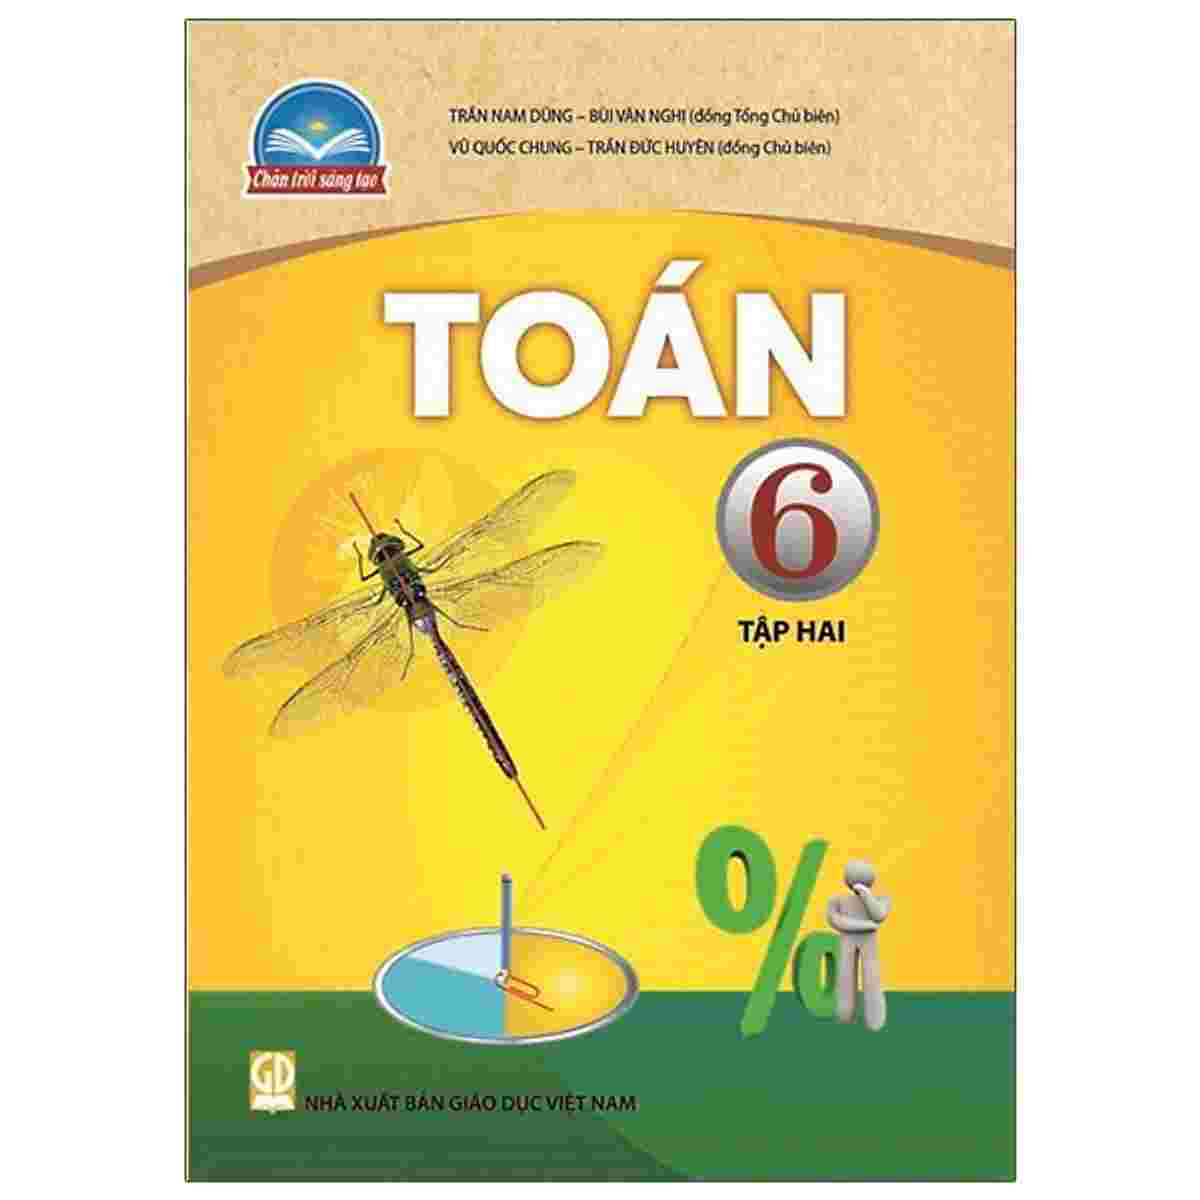 TRẦN NAM DŨNG – BÙI VĂN NGHỊ (đồng Tổng Chủ biên)
VŨ QUỐC CHUNG – TRẦN ĐỨC HUYÊN (đồng Chủ biên)
Chân trời sáng tạo
TOÁN
6
TẬP HAI
%
GD
NHÀ XUẤT BẢN GIÁO DỤC VIỆT NAM